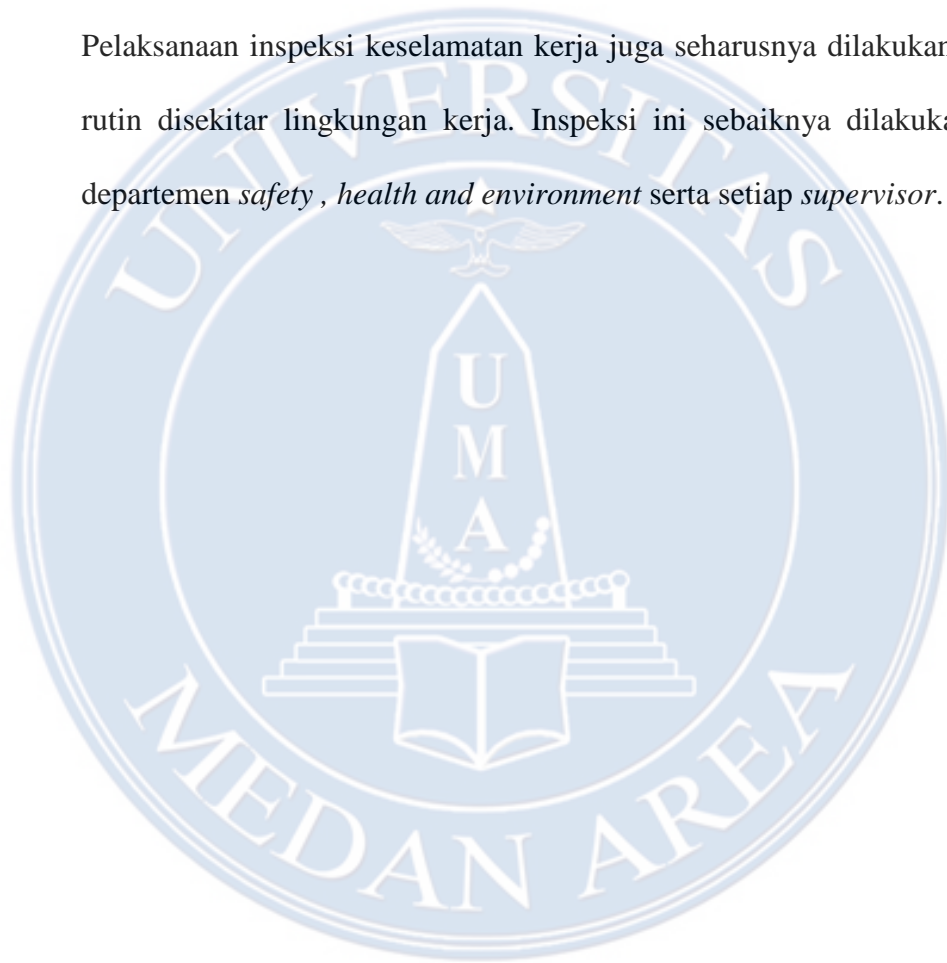 Pelaksanaan inspeksi keselamatan kerja juga seharusnya dilakukan
rutin disekitar lingkungan kerja. Inspeksi ini sebaiknya
departemen safety , health and environment serta setiap supervisor.
UNIVERSITAS
U
M
A
MEDAN AREA